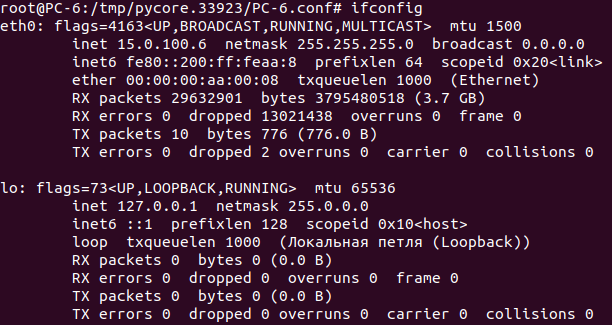 root@PC-6:/tmp/pycore.33923/PC-6.conf# ifconfig
eth0: flags=4163<UP,BROADCAST,RUNNING,MULTICAST>  mtu 1500
        inet 15.0.100.6  netmask 255.255.255.0  broadcast 0.0.0.0
        inet6 fe80::200:ff:feaa:8  prefixlen 64  scopeid 0x20<link>
        ether 00:00:00:aa:00:08  txqueuelen 1000  (Ethernet)
        RX packets 29632901  bytes 3795480518 (3.7 GB)
        RX errors 0  dropped 13021438  overruns 0  frame 0
        TX packets 10  bytes 776 (776.0 B)
        TX errors 0  dropped 2 overruns 0  carrier 0  collisions 0
lo: flags=73<UP,LOOPBACK,RUNNING>  mtu 65536
        inet 127.0.0.1  netmask 255.0.0.0
        inet6 ::1  prefixlen 128  scopeid 0x10<host>
        loop  txqueuelen 1000  (Локальная петля (Loopback))
        RX packets 0  bytes 0 (0.0 B)
        RX errors 0  dropped 0  overruns 0  frame 0
        TX packets 0  bytes 0 (0.0 B)
        TX errors 0  dropped 0 overruns 0  carrier 0  collisions 0